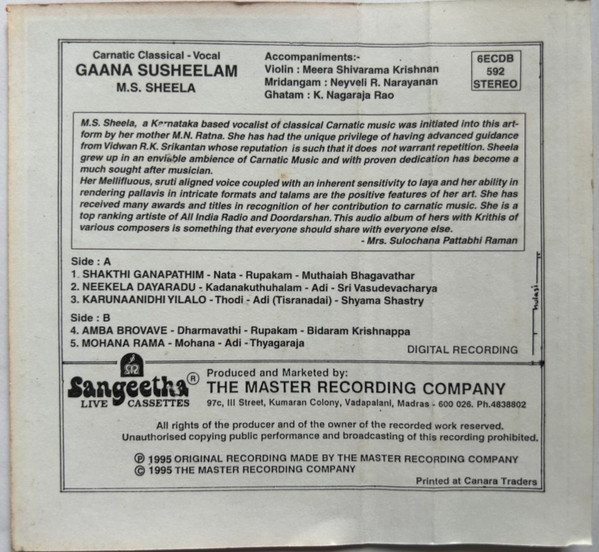 Carnatic Classical - Vocal
GAANA SUSHEELAM
M.S. SHEELA
Accompaniments:-
Violin : Meera Shivarama Krishnan
Mridangam : Neyveli R. Narayanan
Ghatam : K. Nagaraja Rao
6ECDB
592
STEREO
M.S. Sheela, a Karnataka based vocalist of classical Carnatic music was initiated into this art-
form by her mother M.N. Ratna. She has had the unique privilege of having advanced guidance
from Vidwan R.K. Srikantan whose reputation is such that it does not warrant repetition. Sheela
grew up in an enviable ambience of Carnatic Music and with proven dedication has become a
much sought after musician.
Her Mellifluous, sruti aligned voice coupled with an inherent sensitivity to laya and her ability in
rendering pallavis in intricate formats and talams are the positive features of her art. She has
received many awards and titles in recognition of her contribution to carnatic music. She is a
top ranking artiste of All India Radio and Doordarshan. This audio album of hers with Krithis of
various composers is something that everyone should share with everyone else.
- Mrs. Sulochana Pattabhi Raman
Side : A
1. SHAKTHI GANAPATHIM - Nata - Rupakam - Muthaiah Bhagavathar
2. NEEKELA DAYARADU - Kadanakuthuhalam - Adi - Sri Vasudevacharya
3. KARUNAANIDHI YILALO - Thodi - Adi (Tisranadai) - Shyama Shastry
Side : B
4. AMBA BROVAVE - Dharmavathi - Rupakam - Bidaram Krishnappa
5. MOHANA RAMA - Mohana - Adi - Thyagaraja
DIGITAL RECORDING
tulasi
Sangeetha®
LIVE CASSETTES
Produced and Marketed by:
THE MASTER RECORDING COMPANY
97c, III Street, Kumaran Colony, Vadapalani, Madras - 600 026. Ph.4838802
All rights of the producer and of the owner of the recorded work reserved.
Unauthorised copying public performance and broadcasting of this recording prohibited.
℗ 1995 ORIGINAL RECORDING MADE BY THE MASTER RECORDING COMPANY
© 1995 THE MASTER RECORDING COMPANY
Printed at Canara Traders